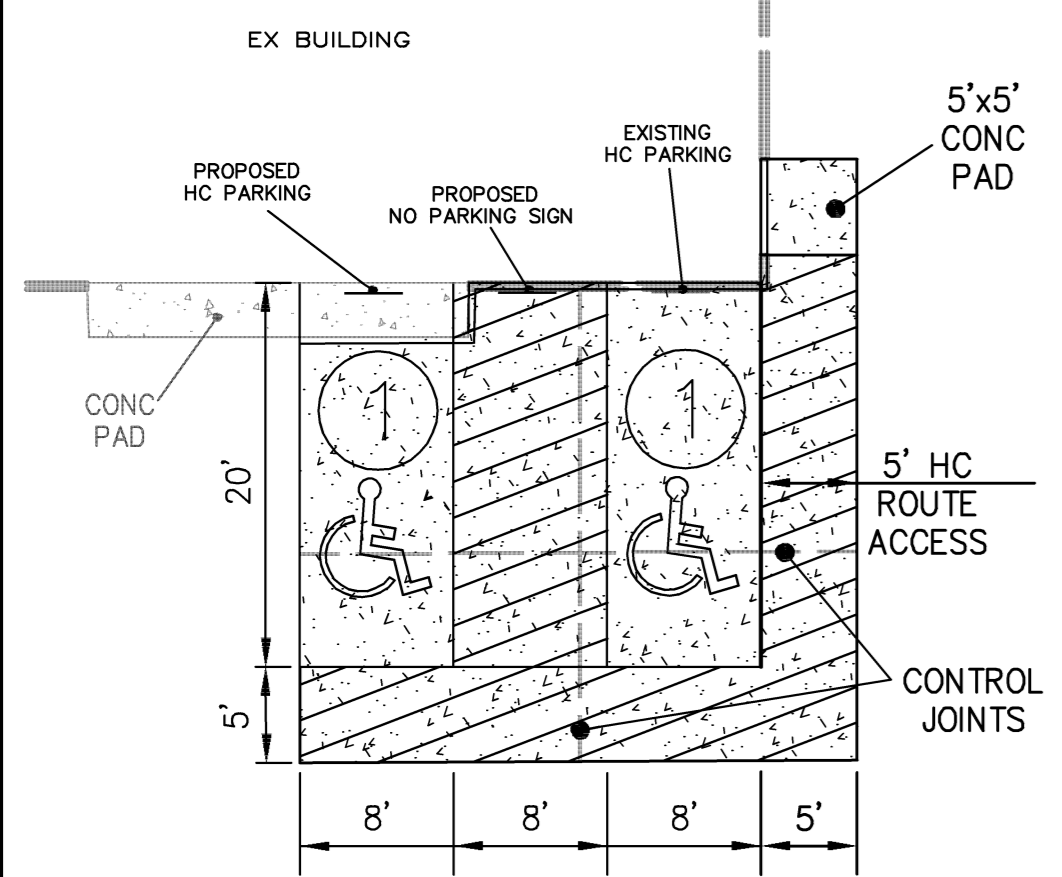 EX BUILDING
5'x5'
CONC
PAD
EXISTING
HC PARKING
PROPOSED
HC PARKING
PROPOSED
NO PARKING SIGN
CONC
PAD
1
1
20'
5' HC
ROUTE
ACCESS
5'
CONTROL
JOINTS
8'
8'
8'
5'